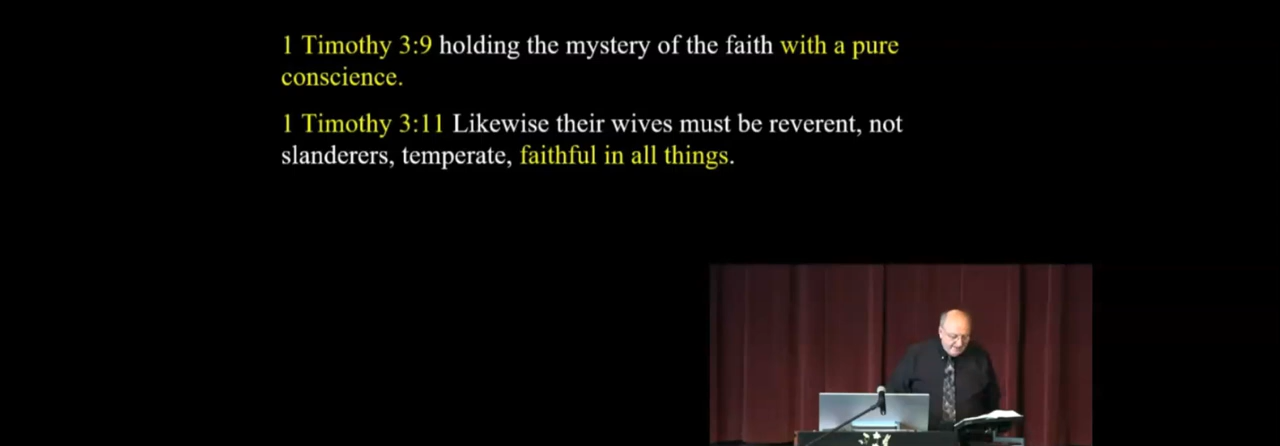 1 Timothy 3:9 holding the mystery of the faith with a pure
conscience.
1 Timothy 3:11 Likewise their wives must be reverent, not
slanderers, temperate, faithful in all things.